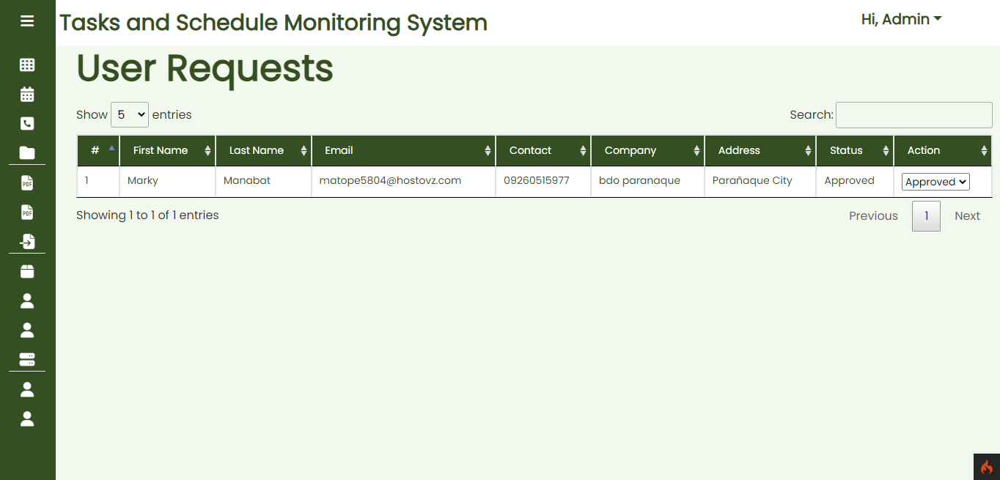 Tasks and Schedule Monitoring System Hi, Admin
User Requests
Show 5 entries Search:
# First Name Last Name Email Contact Company Address Status Action
1 Marky Manabat matope5804@hostovz.com 09260515977 bdo paranaque Parañaque City Approved Approved
Showing 1 to 1 of 1 entries Previous 1 Next
PDF
PDF